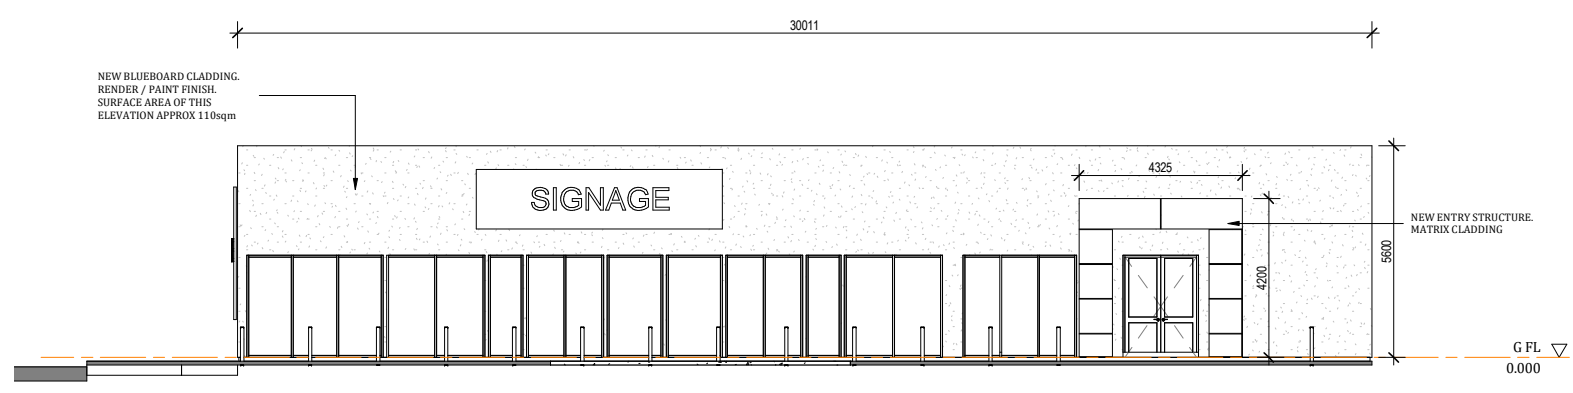 30011
NEW BLUEBOARD CLADDING.
RENDER / PAINT FINISH.
SURFACE AREA OF THIS
ELEVATION APPROX 110sqm
4325
SIGNAGE
NEW ENTRY STRUCTURE.
MATRIX CLADDING
5600
4200
G FL
0.000